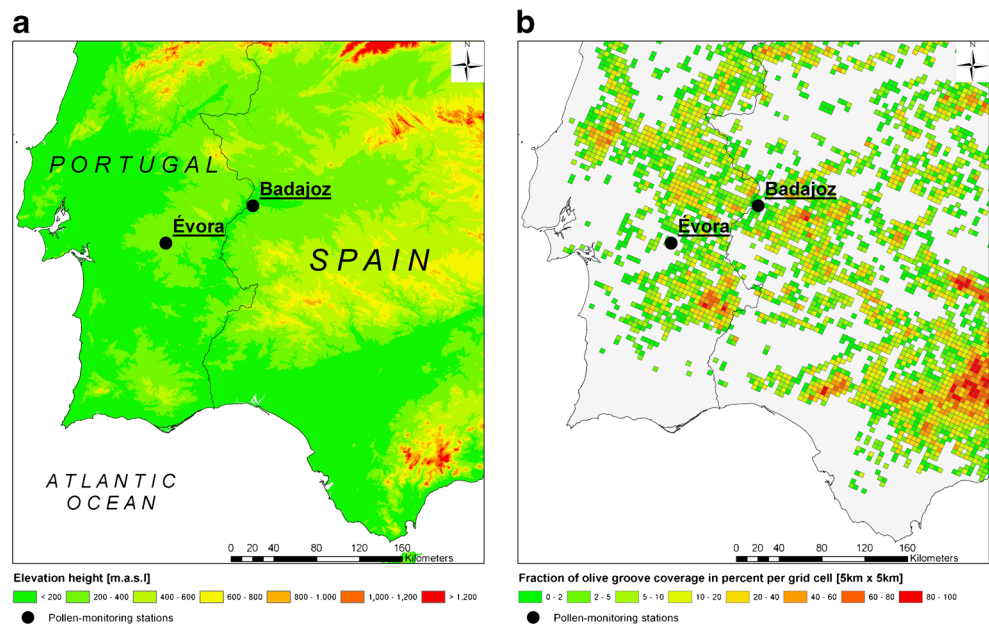 a
b
N
PORTUGAL
Badajoz
Évora
SPAIN
ATLANTIC
OCEAN
0 20 40 80 120 160
Kilometers
N
Badajoz
Évora
0 20 40 80 120 160
Kilometers
Elevation height [m.a.s.l]
< 200 200 - 400 400 - 600 600 - 800 800 - 1.000 1,000 - 1,200 > 1.200
Pollen-monitoring stations
Fraction of olive groove coverage in percent per grid cell [5km x 5km]
0 - 2 2 - 5 5 - 10 10 - 20 20 - 40 40 - 60 60 - 80 80 - 100
Pollen-monitoring stations